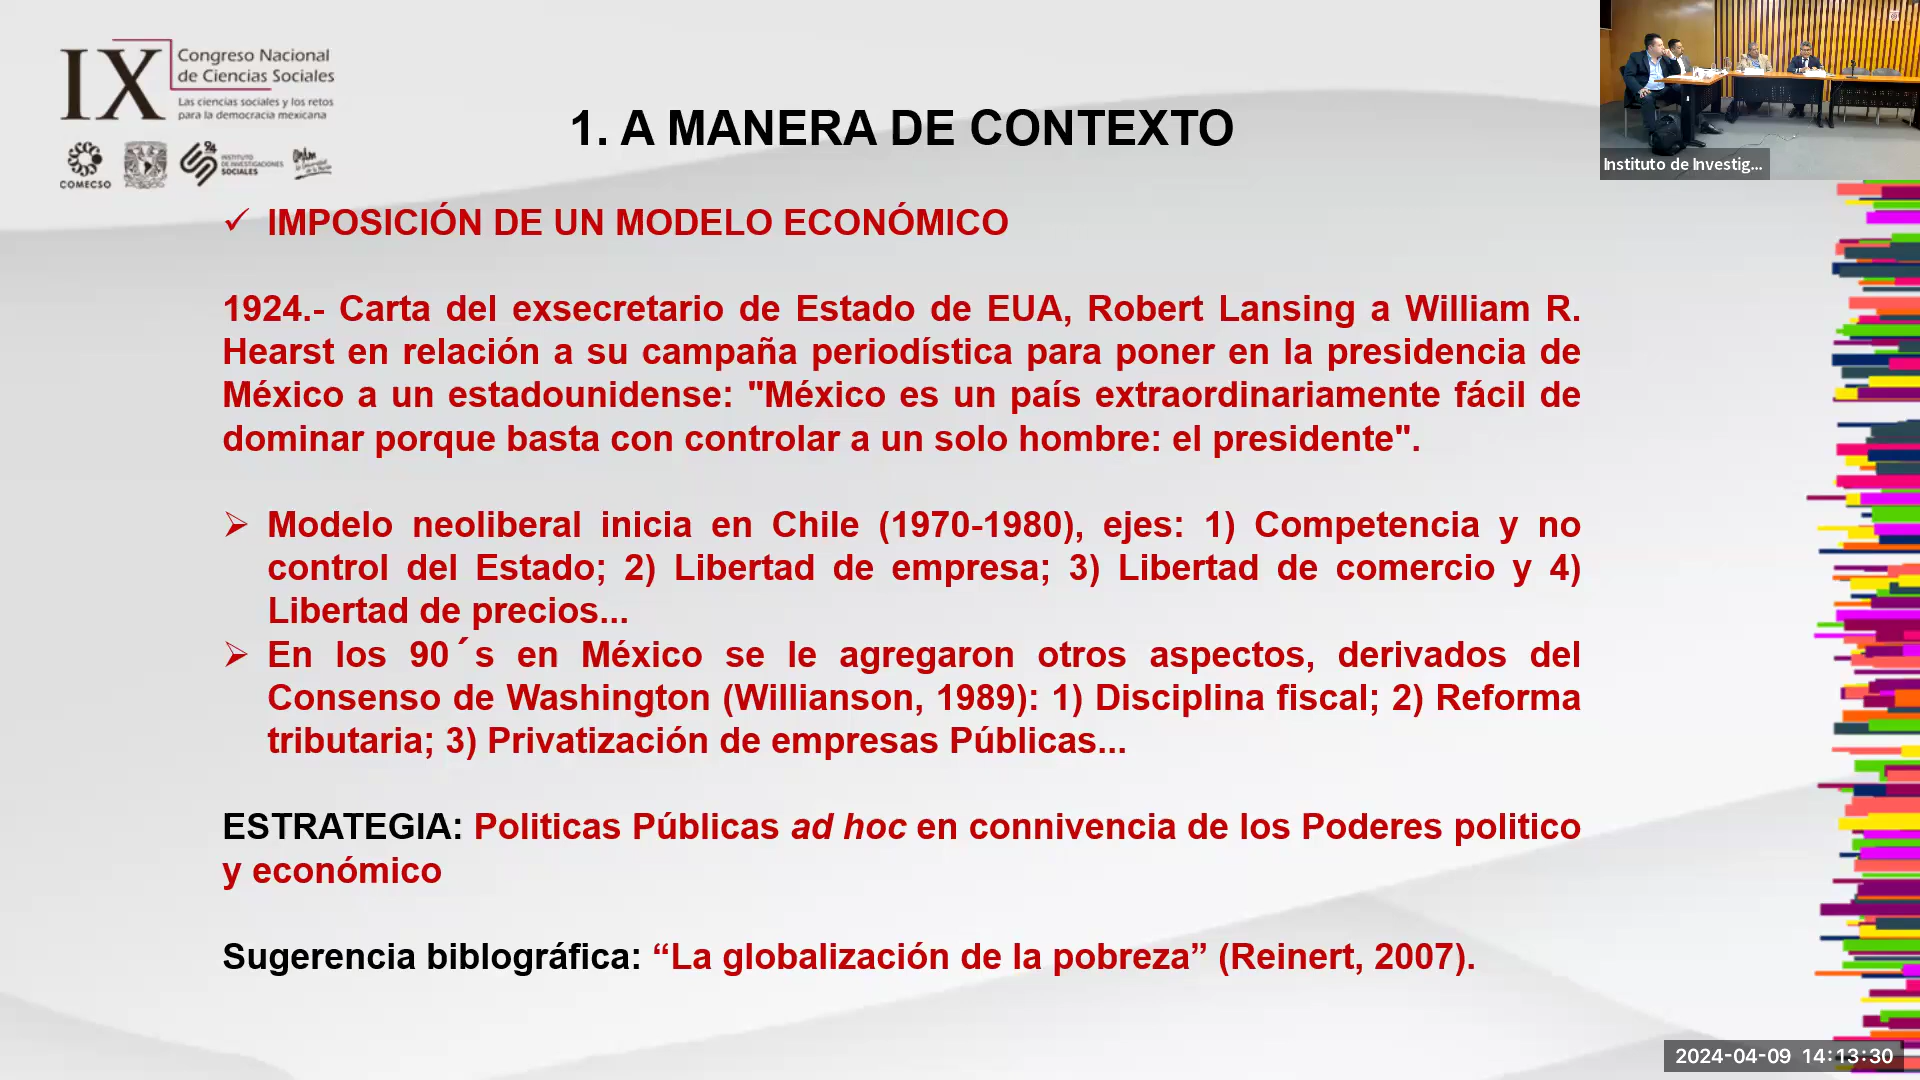 IX
Congreso Nacional
de Ciencias Sociales
Las ciencias sociales y los retos
para la democracia mexicana
COMECSO
INSTITUTO
DE INVESTIGACIONES
SOCIALES
Instituto de Investig...
1. A MANERA DE CONTEXTO
✓ IMPOSICIÓN DE UN MODELO ECONÓMICO
1924.- Carta del exsecretario de Estado de EUA, Robert Lansing a William R.
Hearst en relación a su campaña periodística para poner en la presidencia de
México a un estadounidense: "México es un país extraordinariamente fácil de
dominar porque basta con controlar a un solo hombre: el presidente".
➢ Modelo neoliberal inicia en Chile (1970-1980), ejes: 1) Competencia y no
control del Estado; 2) Libertad de empresa; 3) Libertad de comercio y 4)
Libertad de precios...
➢ En los 90´s en México se le agregaron otros aspectos, derivados del
Consenso de Washington (Willianson, 1989): 1) Disciplina fiscal; 2) Reforma
tributaria; 3) Privatización de empresas Públicas...
ESTRATEGIA: Politicas Públicas ad hoc en connivencia de los Poderes politico
y económico
Sugerencia biblográfica: “La globalización de la pobreza” (Reinert, 2007).
2024-04-09 14:13:30